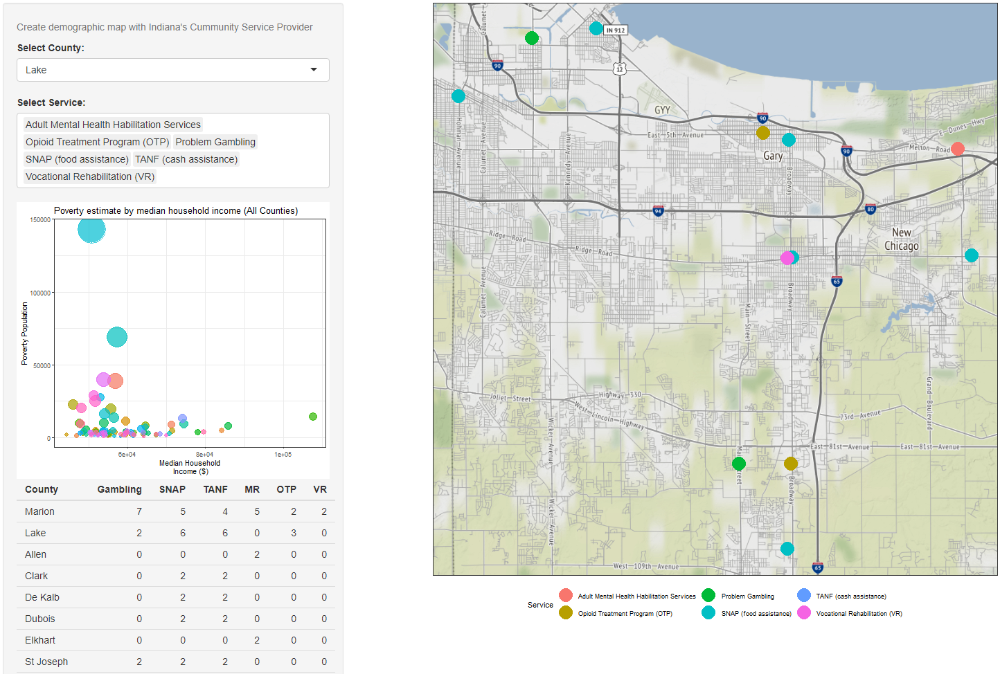 Create demographic map with Indiana's Cummunity Service Provider
Select County:
Lake
Select Service:
Adult Mental Health Habilitation Services
Opioid Treatment Program (OTP) Problem Gambling
SNAP (food assistance) TANF (cash assistance)
Vocational Rehabilitation (VR)
Poverty estimate by median household income (All Counties)
150000
100000
50000
0
Poverty Population
6e+04 8e+04 1e+05
Median Household
Income ($)
County Gambling SNAP TANF MR OTP VR
Marion 7 5 4 5 2 2
Lake 2 6 6 0 3 0
Allen 0 0 0 2 0 0
Clark 0 2 2 0 0 0
De Kalb 0 2 2 0 0 0
Dubois 0 2 2 0 0 0
Elkhart 0 0 0 2 0 0
St Joseph 2 2 2 0 0 0
Calumet
IN 912
90
US
12
GYY
90
East-5th-Avenue
E-Dunes-Hwy
Melton-Road
Gary
90
Hohman-Avenue
Calumet-Avenue
Kennedy-Avenue
Broadway
94
80
New
Chicago
Ridge-Road
Ridge-Road
65
Calumet-Avenue
Main-Street
Broadway
Joliet-Street
Highway-330
West-Lincoln-Highway
Grand-Boulevard
73rd-Avenue
Wicker-Avenue
East-81st-Avenue
East-81st-Avenue
Broadway
Wicker-Avenue
West-109th-Avenue
65
Service
Adult Mental Health Habilitation Services
Problem Gambling
TANF (cash assistance)
Opioid Treatment Program (OTP)
SNAP (food assistance)
Vocational Rehabilitation (VR)